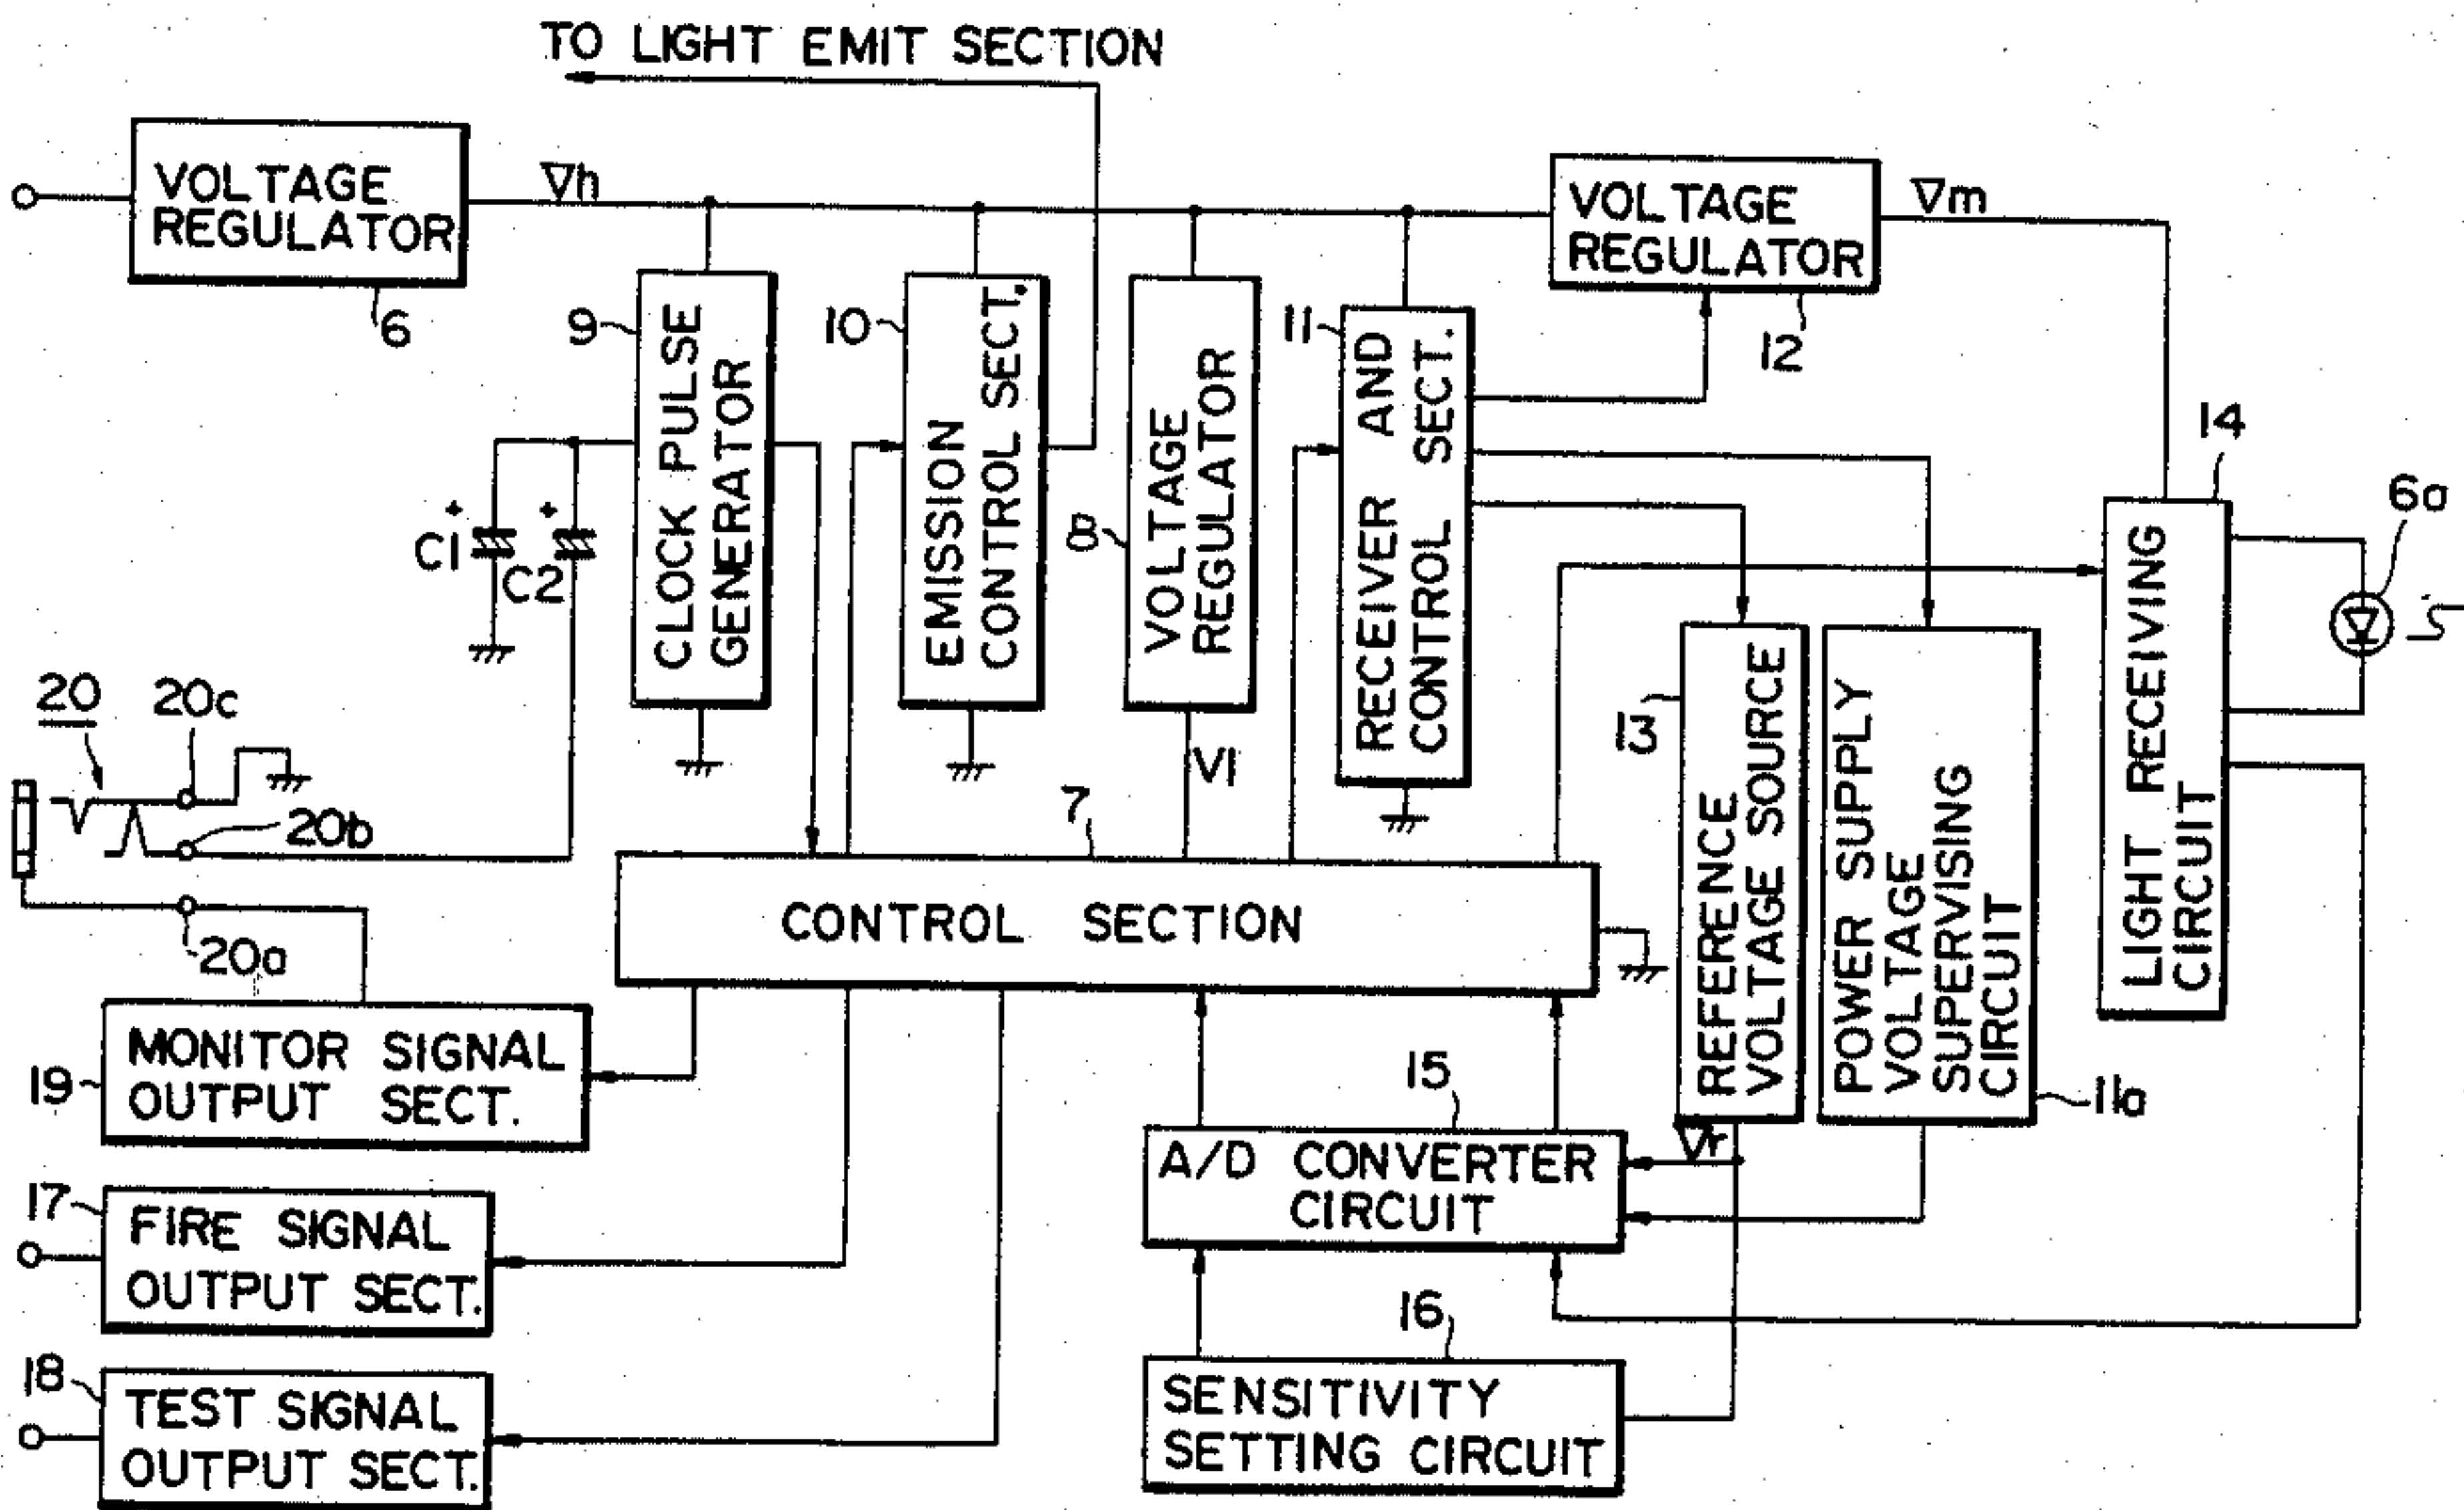 TO LIGHT EMIT SECTION
VOLTAGE
REGULATOR
6
Vh
VOLTAGE
REGULATOR
12
Vm
9
CLOCK PULSE
GENERATOR
10
EMISSION
CONTROL SECT.
8
VOLTAGE
REGULATOR
Vl
11
RECEIVER AND
CONTROL SECT.
14
LIGHT RECEIVING
CIRCUIT
6a
+
C1
+
C2
13
REFERENCE
VOLTAGE SOURCE
POWER SUPPLY
VOLTAGE
SUPERVISING
CIRCUIT
11a
20
20c
20b
20a
7
CONTROL SECTION
19
MONITOR SIGNAL
OUTPUT SECT.
15
A/D CONVERTER
CIRCUIT
Vr
17
FIRE SIGNAL
OUTPUT SECT.
16
SENSITIVITY
SETTING CIRCUIT
18
TEST SIGNAL
OUTPUT SECT.